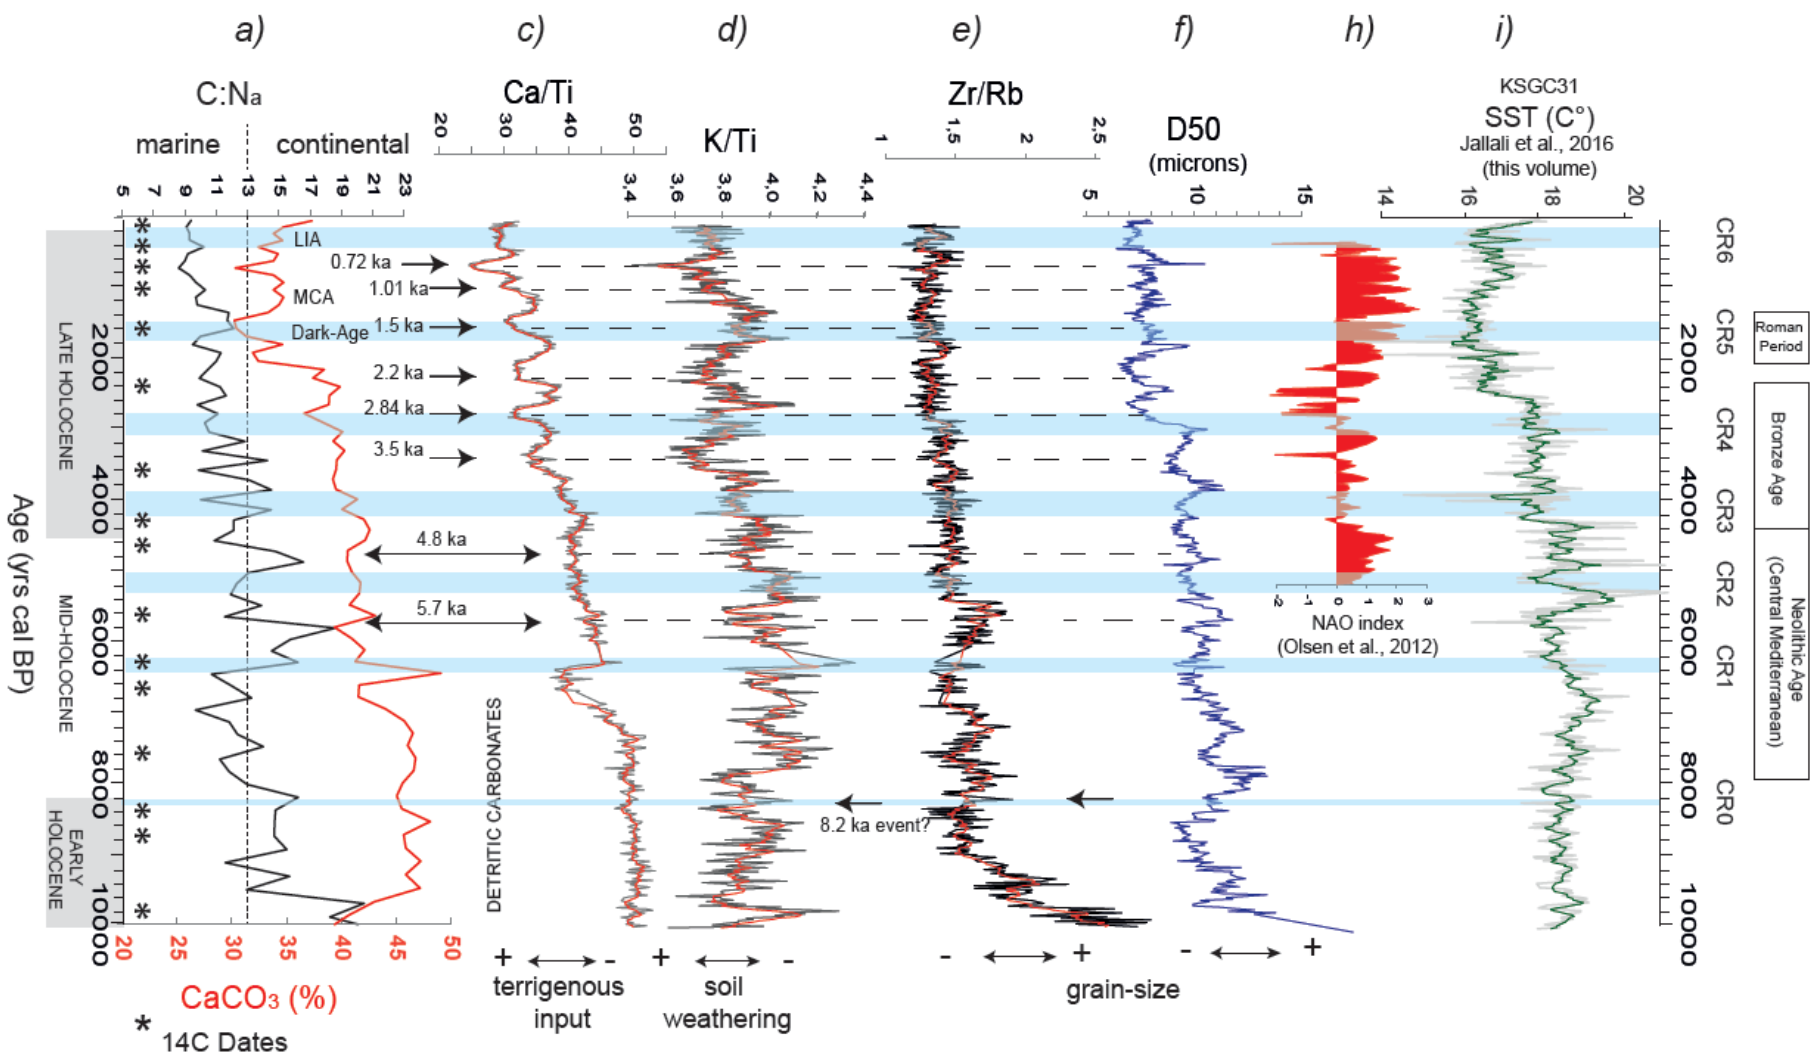 a)
c)
d)
e)
f)
h)
i)
C:Na
marine
continental
5 7 9 11 13 15 17 19 21 23
Ca/Ti
20 30 40 50
K/Ti
3,4 3,6 3,8 4,0 4,2 4,4
Zr/Rb
1 1,5 2 2,5
D50
(microns)
5 10 15
14 16 18 20
KSGC31
SST (C°)
Jallali et al., 2016
(this volume)
Age (yrs cal BP)
LATE HOLOCENE
MID-HOLOCENE
EARLY
HOLOCENE
2000
4000
6000
8000
10000
* * * * * * * * * * * * * * *
LIA
0.72 ka
1.01 ka
MCA
Dark-Age
1.5 ka
2.2 ka
2.84 ka
3.5 ka
4.8 ka
5.7 ka
DETRITIC CARBONATES
8.2 ka event?
-2 -1 0 1 2 3
NAO index
(Olsen et al., 2012)
CR6
CR5
CR4
CR3
CR2
CR1
CR0
2000
4000
6000
8000
10000
Roman
Period
Bronze Age
Neolithic Age
(Central Mediterranean)
20 25 30 35 40 45 50
CaCO3 (%)
* 14C Dates
+ -
terrigenous
input
+ -
soil
weathering
- +
- +
grain-size